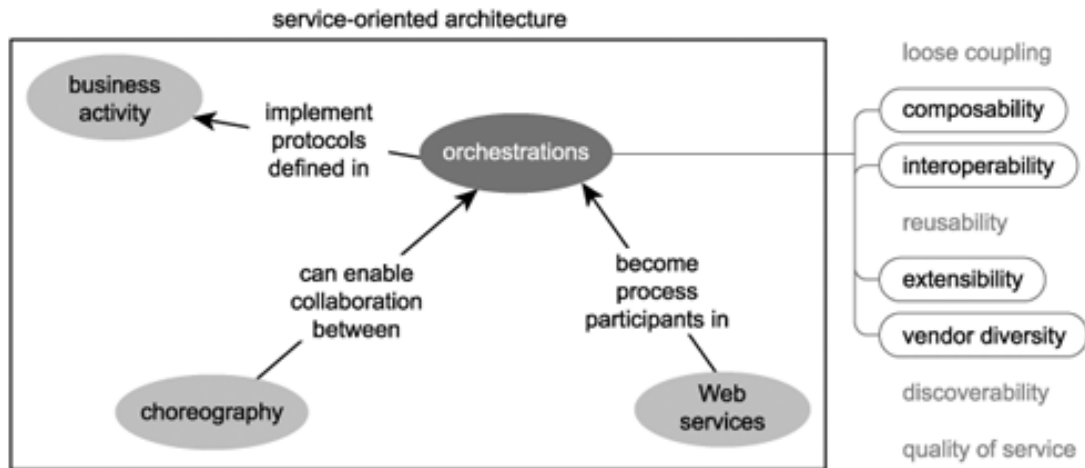 service-oriented architecture
business
activity
implement
protocols
defined in
orchestrations
can enable
collaboration
between
become
process
participants in
choreography
Web
services
loose coupling
composability
interoperability
reusability
extensibility
vendor diversity
discoverability
quality of service